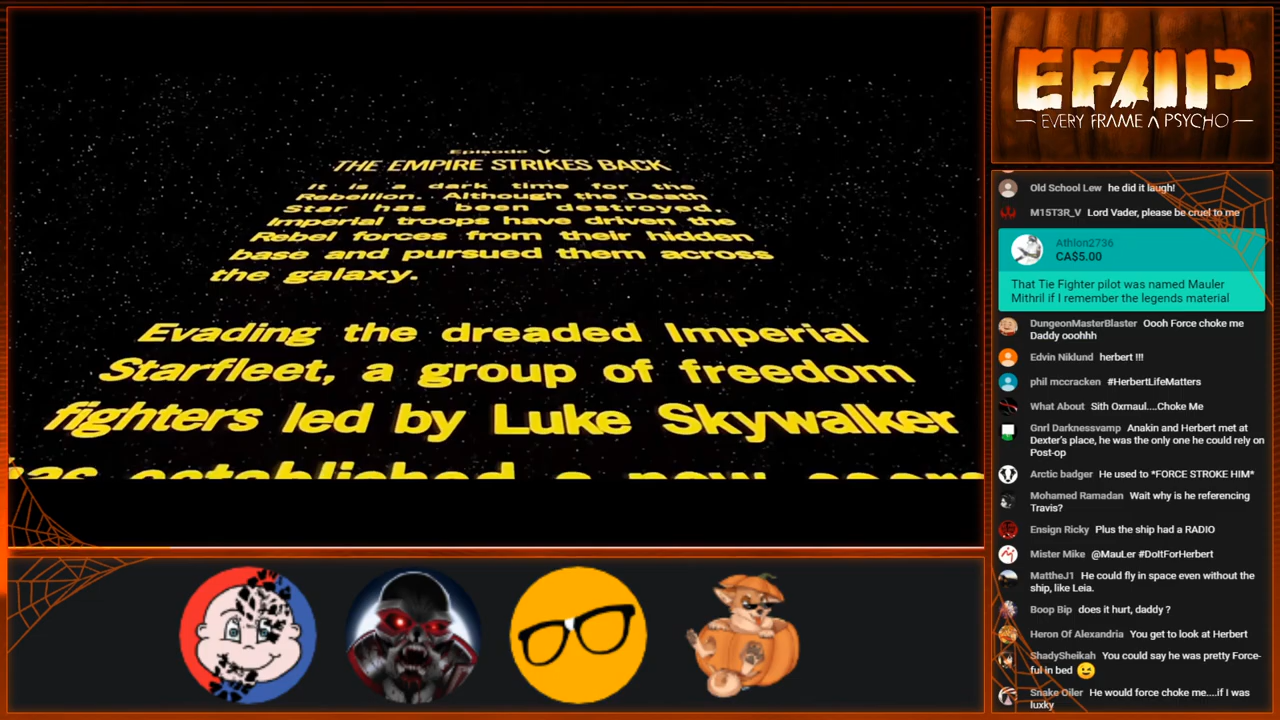 Episode V
THE EMPIRE STRIKES BACK
It is a dark time for the
Rebellion. Although the Death
Star has been destroyed,
Imperial troops have driven the
Rebel forces from their hidden
base and pursued them across
the galaxy.
Evading the dreaded Imperial
Starfleet, a group of freedom
fighters led by Luke Skywalker
has established a new
EFAP
EVERY FRAME A PSYCHO
Old School Lew he did it laugh!
M15T3R_V Lord Vader, please be cruel to me
Athlon2736
CA$5.00
That Tie Fighter pilot was named Mauler
Mithril if I remember the legends material
DungeonMasterBlaster Oooh Force choke me
Daddy ooohhh
Edvin Niklund herbert !!!
phil mccracken #HerbertLifeMatters
What About Sith Oxmaul....Choke Me
Gnrl Darknessvamp Anakin and Herbert met at
Dexter's place, he was the only one he could rely on
Post-op
Arctic badger He used to *FORCE STROKE HIM*
Mohamed Ramadan Wait why is he referencing
Travis?
Ensign Ricky Plus the ship had a RADIO
Mister Mike @MauLer #DoItForHerbert
MattheJ1 He could fly in space even without the
ship, like Leia.
Boop Bip does it hurt, daddy ?
Heron Of Alexandria You get to look at Herbert
ShadySheikah You could say he was pretty Force-
ful in bed 😉
Snake Oiler He would force choke me....if I was
luxky